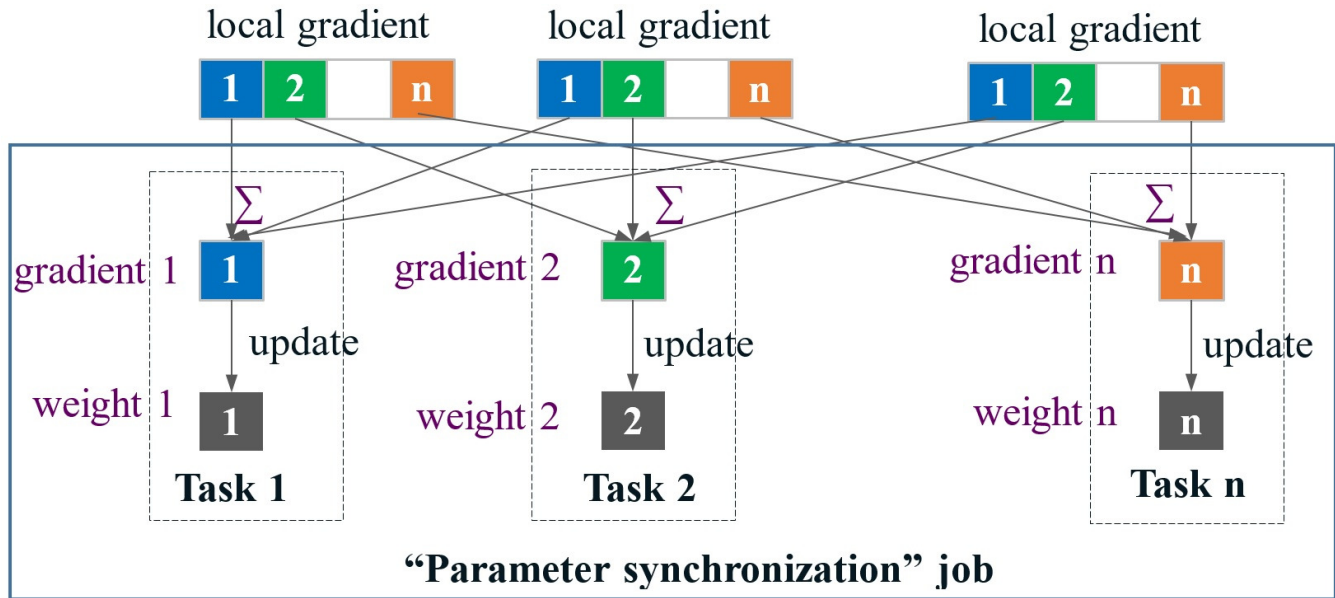 local gradient local gradient local gradient
1 2 n 1 2 n 1 2 n
∑ ∑ ∑
gradient 1 1 gradient 2 2 gradient n n
update update update
weight 1 1 weight 2 2 weight n n
Task 1 Task 2 Task n
“Parameter synchronization” job